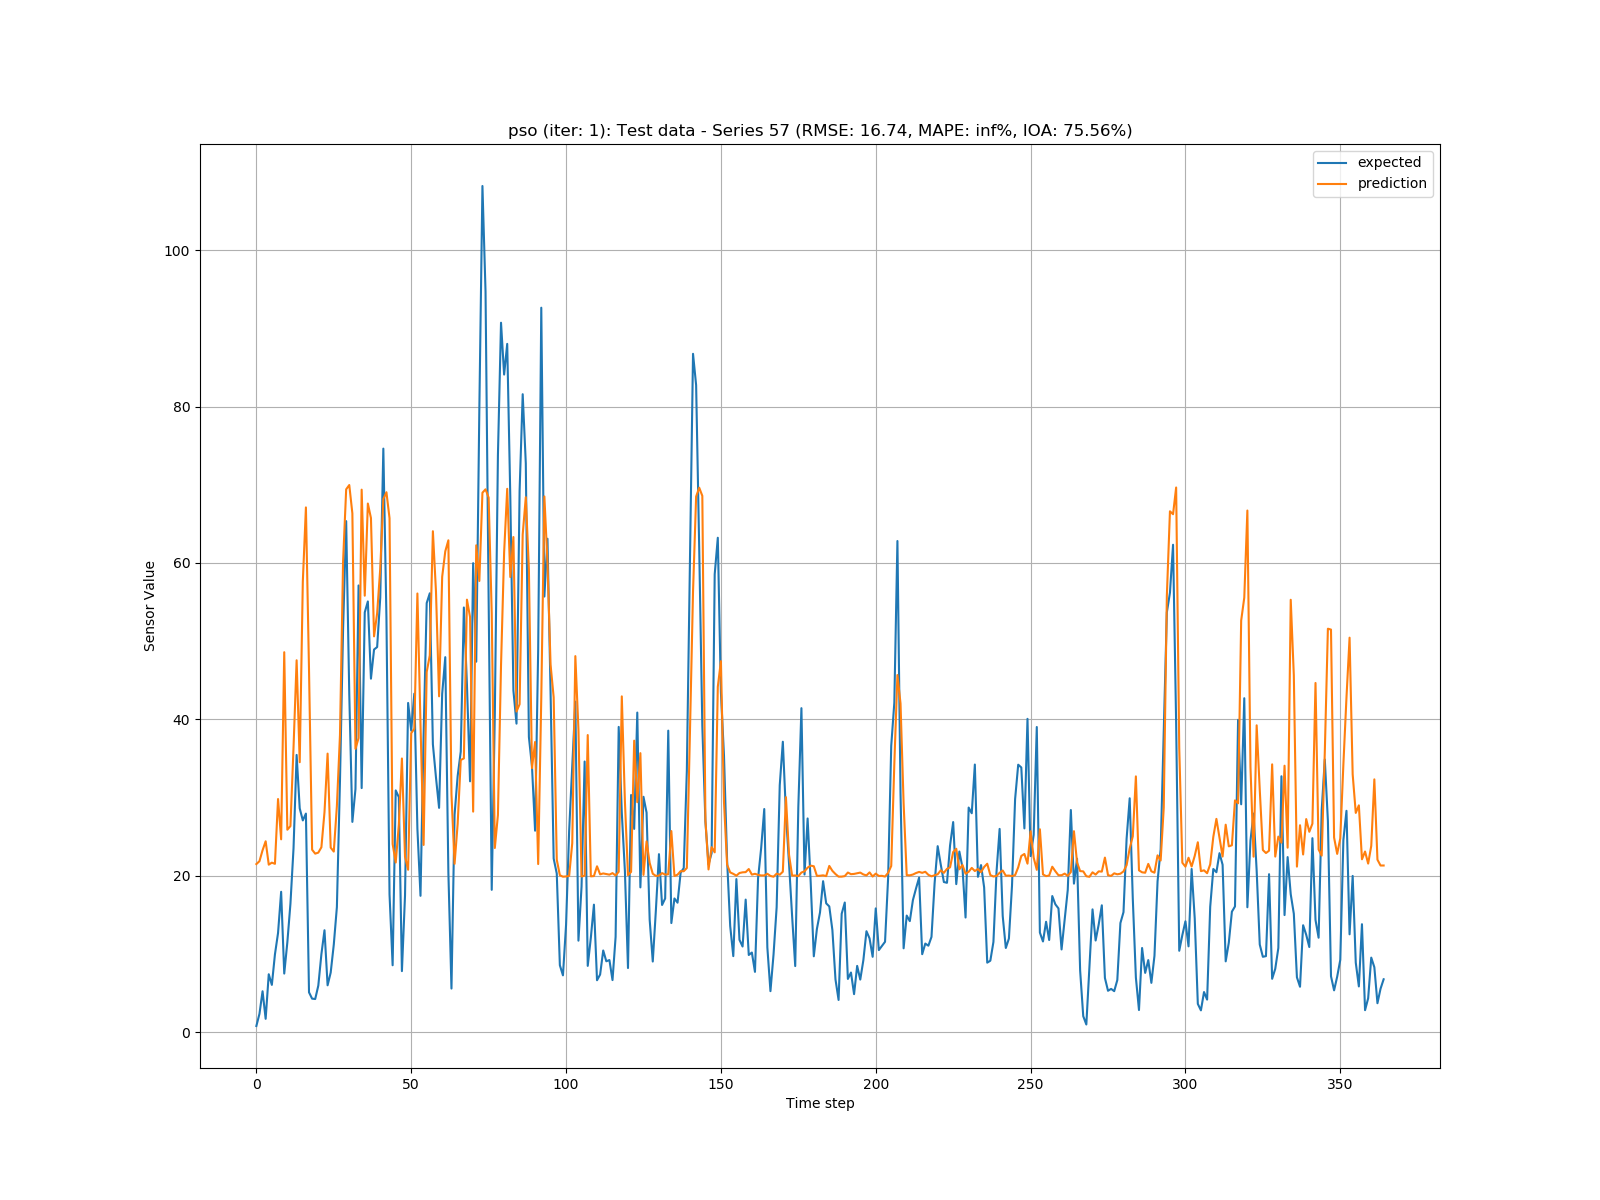 pso (iter: 1): Test data - Series 57 (RMSE: 16.74, MAPE: inf%, IOA: 75.56%)
expected
prediction
100
80
60
40
20
0
Sensor Value
0 50 100 150 200 250 300 350
Time step